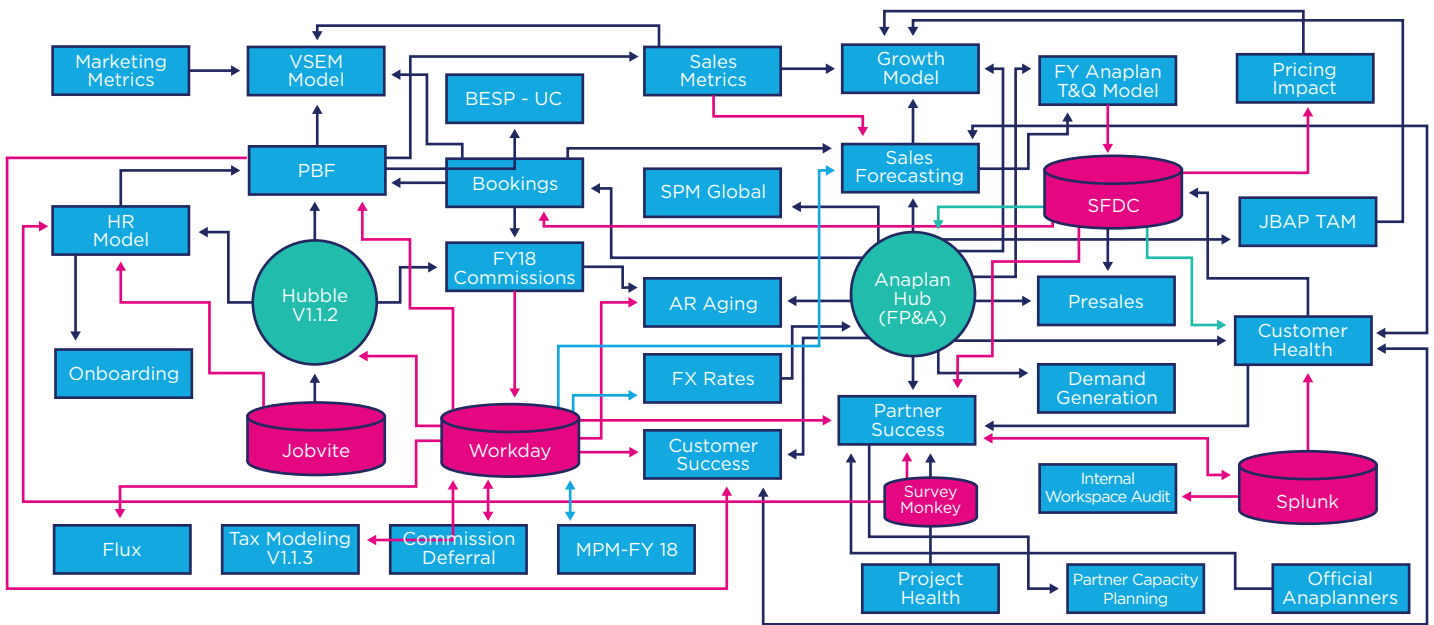 Marketing
Metrics
VSEM
Model
Sales
Metrics
Growth
Model
FY Anaplan
T&Q Model
Pricing
Impact
BESP - UC
PBF
Bookings
SPM Global
Sales
Forecasting
SFDC
JBAP TAM
HR
Model
Hubble
V1.1.2
FY18
Commissions
AR Aging
Anaplan
Hub
(FP&A)
Presales
Customer
Health
Onboarding
FX Rates
Demand
Generation
Jobvite
Workday
Customer
Success
Partner
Success
Survey
Monkey
Internal
Workspace Audit
Splunk
Flux
Tax Modeling
V1.1.3
Commission
Deferral
MPM-FY 18
Project
Health
Partner Capacity
Planning
Official
Anaplanners